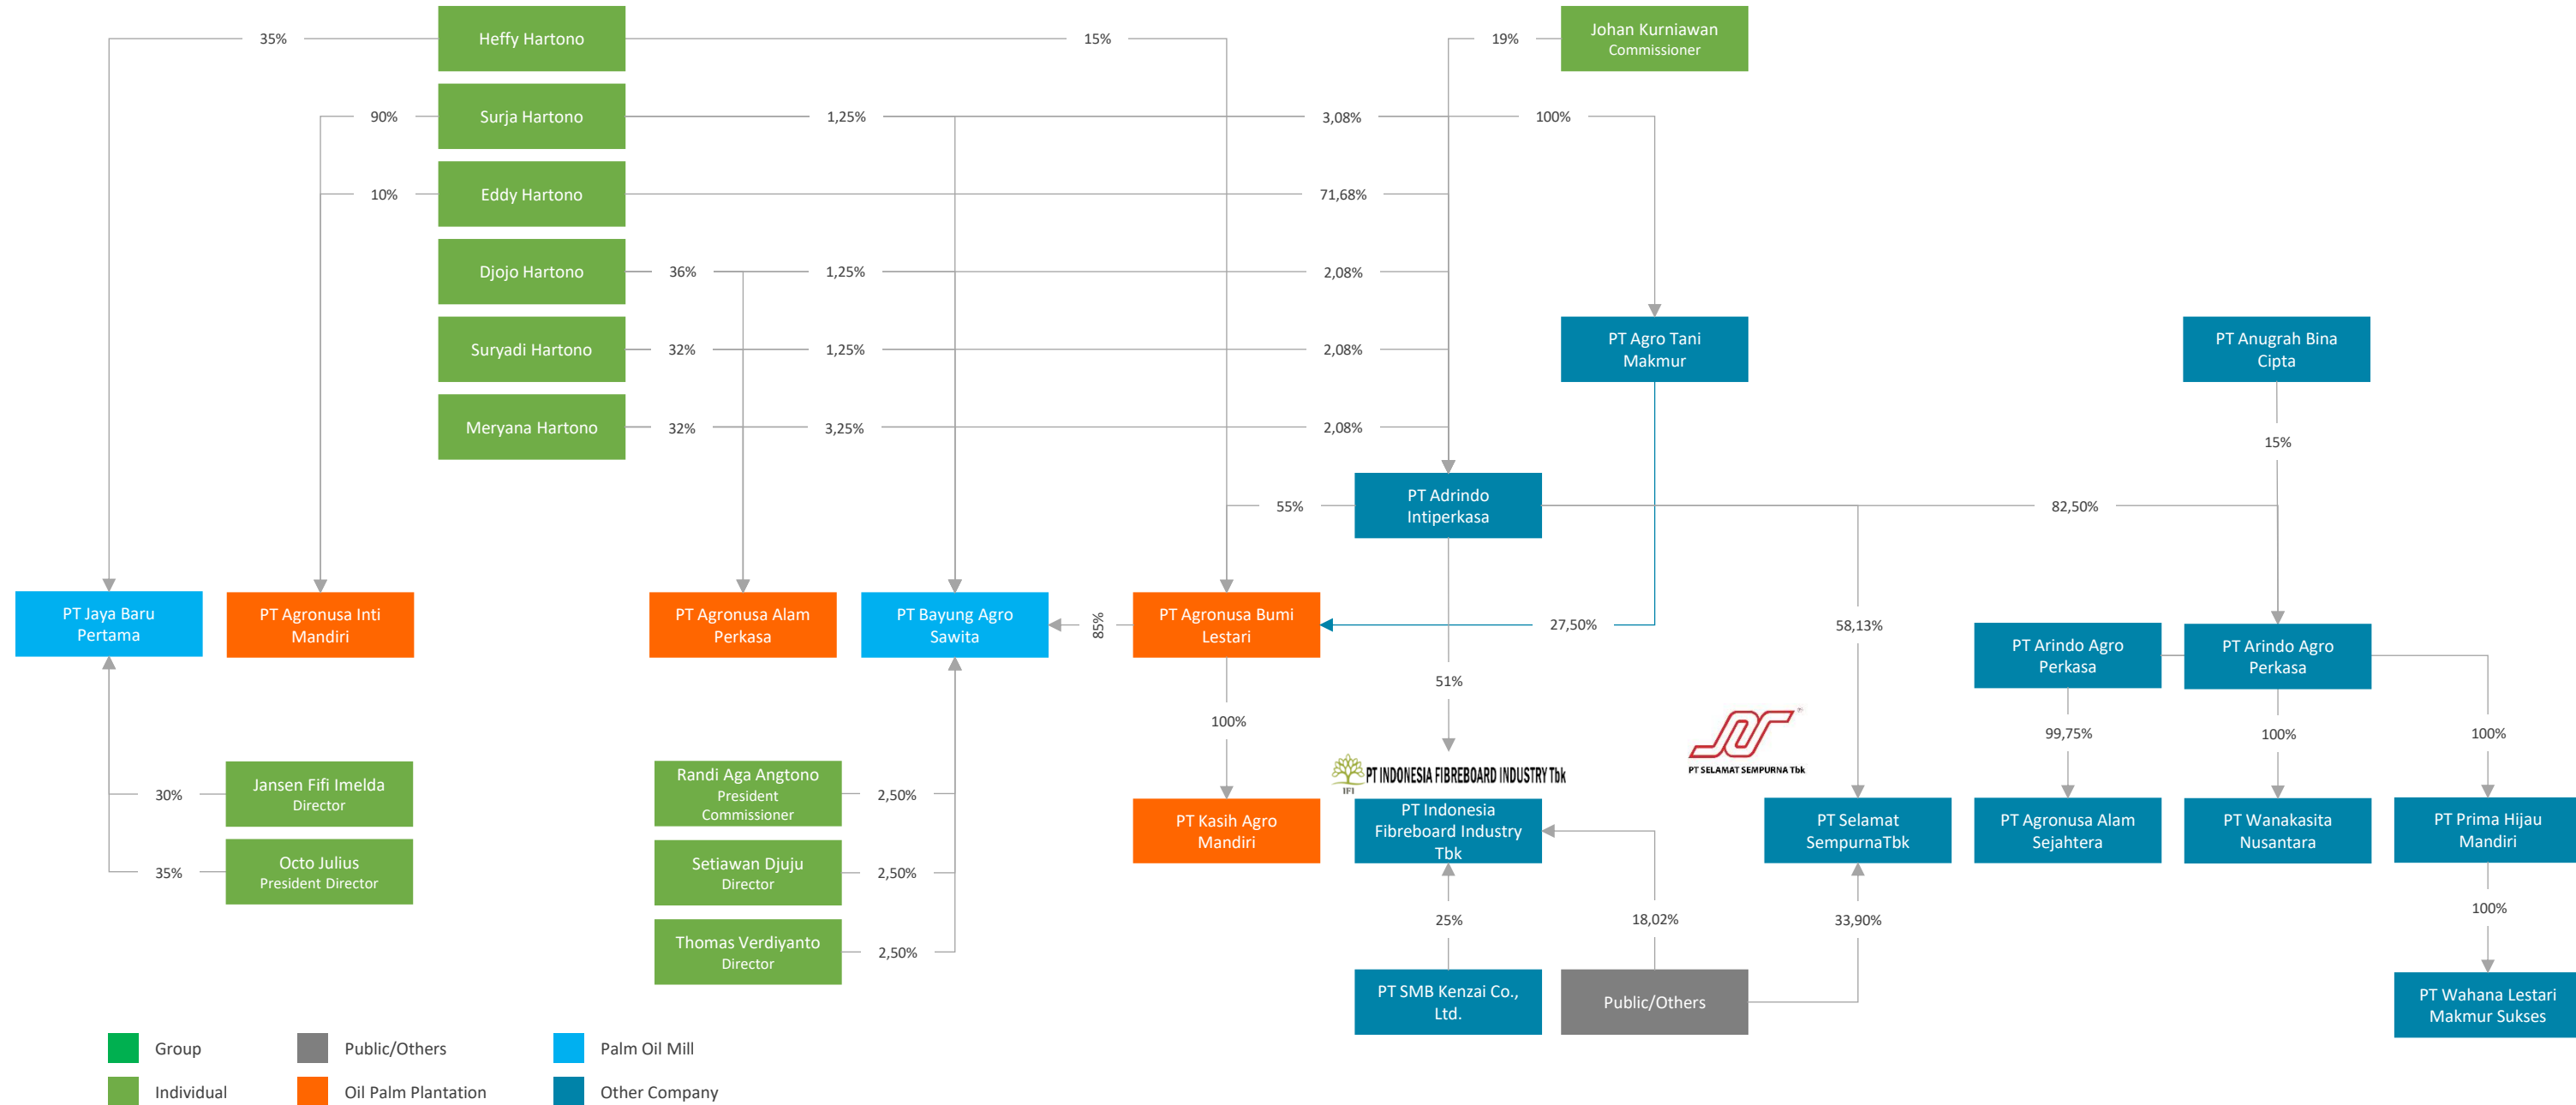 35%
Heffy Hartono
15%
19%
Johan Kurniawan
Commissioner
90%
Surja Hartono
1,25%
3,08%
100%
10%
Eddy Hartono
71,68%
Djojo Hartono
36%
1,25%
2,08%
Suryadi Hartono
32%
1,25%
2,08%
PT Agro Tani
Makmur
PT Anugrah Bina
Cipta
Meryana Hartono
32%
3,25%
2,08%
15%
55%
PT Adrindo
Intiperkasa
82,50%
PT Jaya Baru
Pertama
PT Agronusa Inti
Mandiri
PT Agronusa Alam
Perkasa
PT Bayung Agro
Sawita
85%
PT Agronusa Bumi
Lestari
27,50%
58,13%
PT Arindo Agro
Perkasa
PT Arindo Agro
Perkasa
51%
100%
99,75%
100%
100%
IFI
PT INDONESIA FIBREBOARD INDUSTRY Tbk
PT SELAMAT SEMPURNA Tbk
30%
Jansen Fifi Imelda
Director
Randi Aga Angtono
President
Commissioner
2,50%
PT Kasih Agro
Mandiri
PT Indonesia
Fibreboard Industry
Tbk
PT Selamat
SempurnaTbk
PT Agronusa Alam
Sejahtera
PT Wanakasita
Nusantara
PT Prima Hijau
Mandiri
35%
Octo Julius
President Director
Setiawan Djuju
Director
2,50%
25%
18,02%
33,90%
100%
Thomas Verdiyanto
Director
2,50%
PT SMB Kenzai Co.,
Ltd.
Public/Others
PT Wahana Lestari
Makmur Sukses
Group
Public/Others
Palm Oil Mill
Individual
Oil Palm Plantation
Other Company